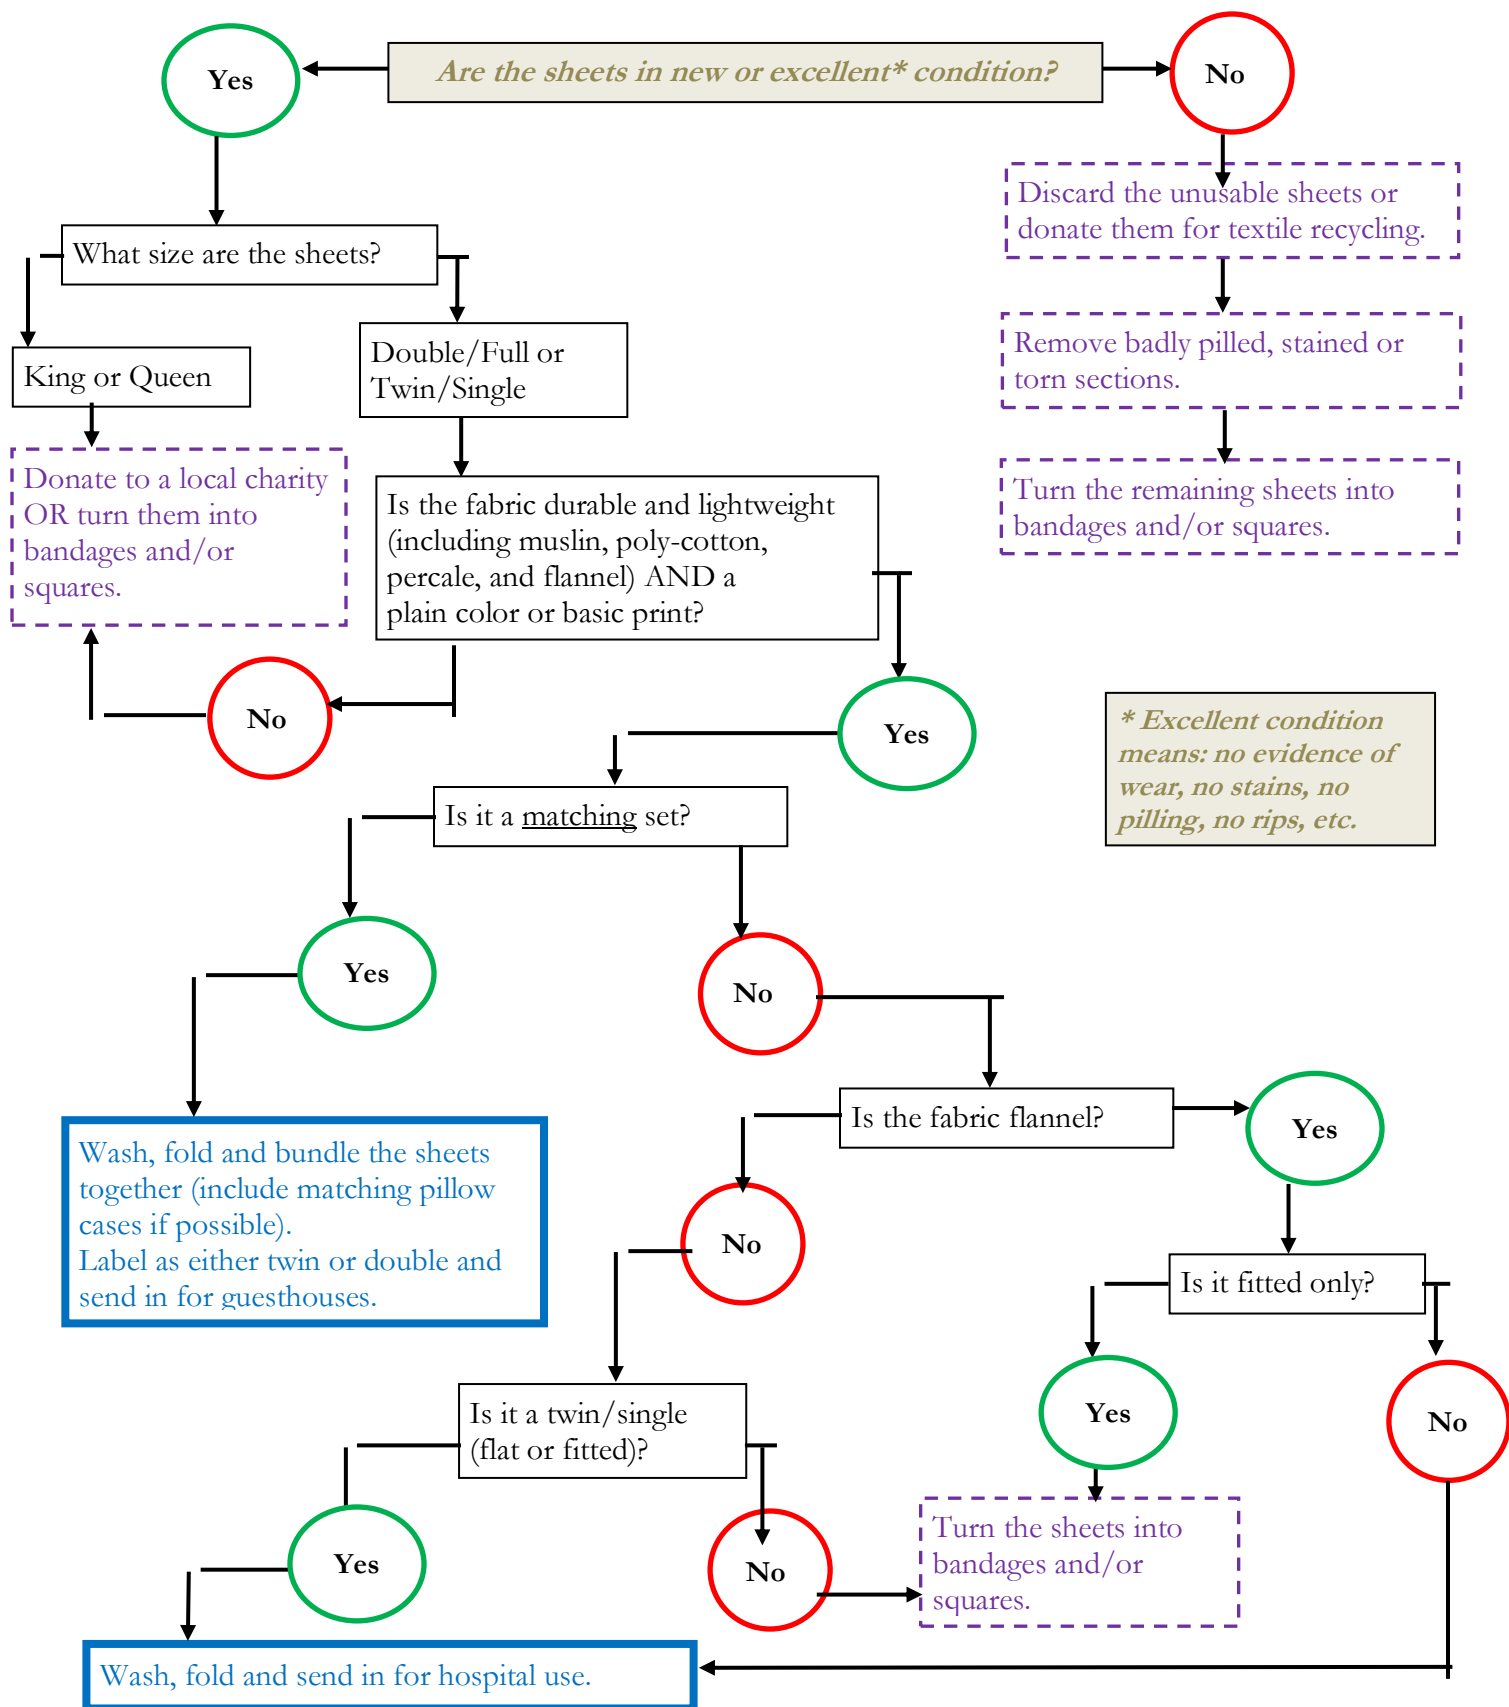 Are the sheets in new or excellent* condition?
Yes
No
Discard the unusable sheets or
donate them for textile recycling.
What size are the sheets?
Remove badly pilled, stained or
torn sections.
King or Queen
Double/Full or
Twin/Single
Turn the remaining sheets into
bandages and/or squares.
Donate to a local charity
OR turn them into
bandages and/or
squares.
Is the fabric durable and lightweight
(including muslin, poly-cotton,
percale, and flannel) AND a
plain color or basic print?
No
Yes
* Excellent condition
means: no evidence of
wear, no stains, no
pilling, no rips, etc.
Is it a matching set?
Yes
No
Is the fabric flannel?
Yes
Wash, fold and bundle the sheets
together (include matching pillow
cases if possible).
Label as either twin or double and
send in for guesthouses.
No
Is it fitted only?
Yes
No
Is it a twin/single
(flat or fitted)?
Yes
No
Turn the sheets into
bandages and/or
squares.
Wash, fold and send in for hospital use.